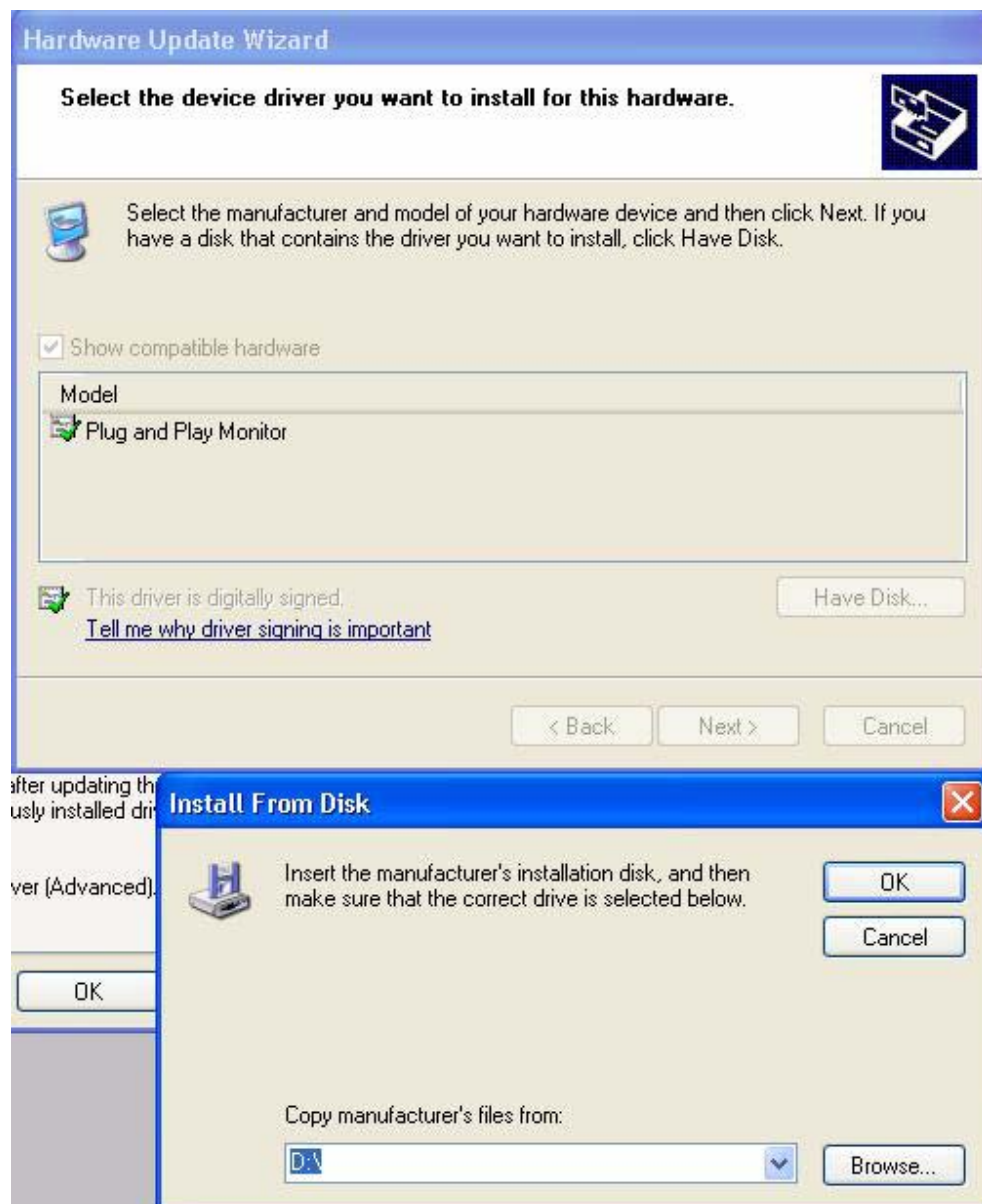 Hardware Update Wizard
Select the device driver you want to install for this hardware.
Select the manufacturer and model of your hardware device and then click Next. If you
have a disk that contains the driver you want to install, click Have Disk.
Show compatible hardware
Model
Plug and Play Monitor
This driver is digitally signed.
Have Disk...
Tell me why driver signing is important
< Back
Next >
Cancel
after updating th
usly installed dri
ver (Advanced).
OK
Install From Disk
Insert the manufacturer's installation disk, and then
make sure that the correct drive is selected below.
OK
Cancel
Copy manufacturer's files from:
D:\
Browse...